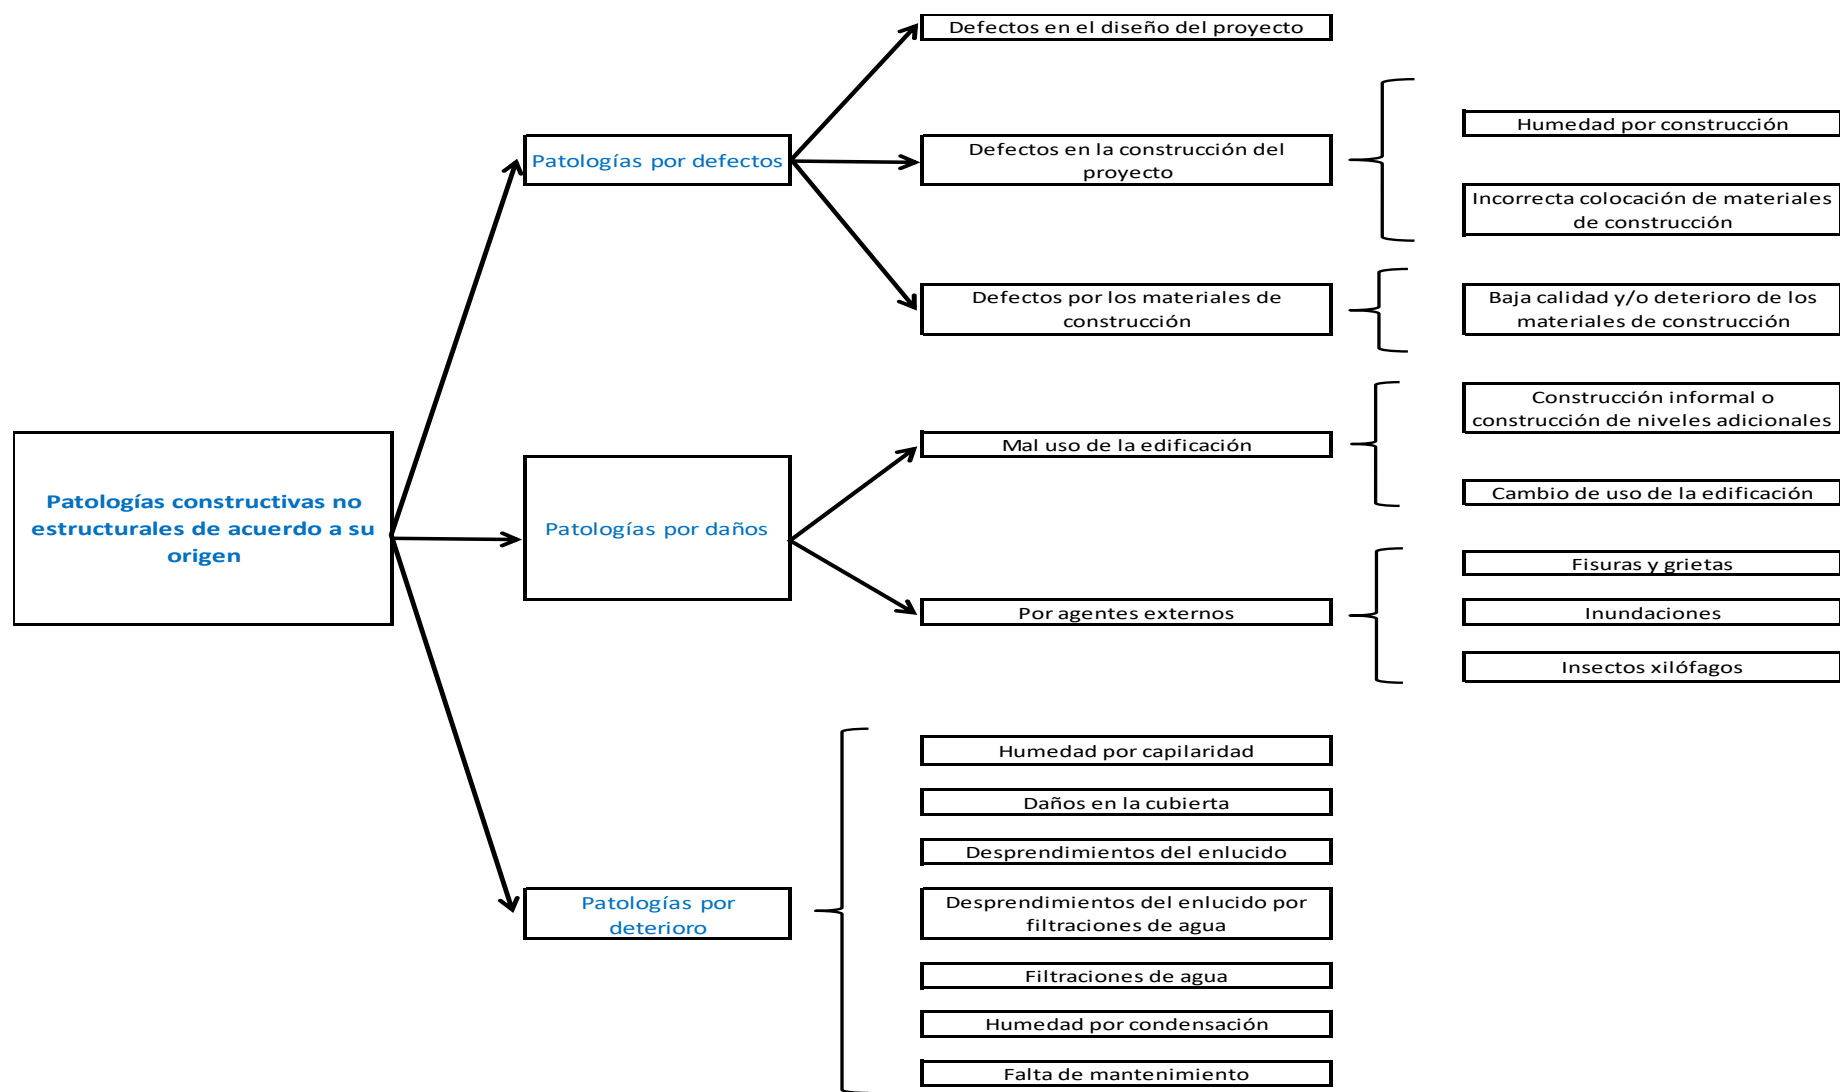 Defectos en el diseño del proyecto
Humedad por construcción
Patologías por defectos
Defectos en la construcción del
proyecto
Incorrecta colocación de materiales
de construcción
Defectos por los materiales de
construcción
Baja calidad y/o deterioro de los
materiales de construcción
Construcción informal o
construcción de niveles adicionales
Mal uso de la edificación
Cambio de uso de la edificación
Patologías constructivas no
estructurales de acuerdo a su
origen
Patologías por daños
Fisuras y grietas
Por agentes externos
Inundaciones
Insectos xilófagos
Humedad por capilaridad
Daños en la cubierta
Desprendimientos del enlucido
Patologías por
deterioro
Desprendimientos del enlucido por
filtraciones de agua
Filtraciones de agua
Humedad por condensación
Falta de mantenimiento